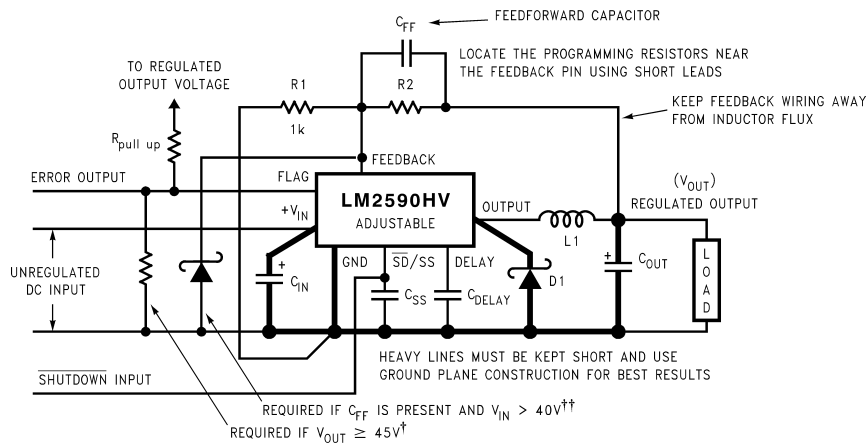 C_FF
FEEDFORWARD CAPACITOR
LOCATE THE PROGRAMMING RESISTORS NEAR
THE FEEDBACK PIN USING SHORT LEADS
TO REGULATED
OUTPUT VOLTAGE
R1
R2
1k
KEEP FEEDBACK WIRING AWAY
FROM INDUCTOR FLUX
R_pull up
FEEDBACK
ERROR OUTPUT
FLAG
LM2590HV
ADJUSTABLE
(V_OUT)
REGULATED OUTPUT
OUTPUT
+V_IN
L1
UNREGULATED
DC INPUT
+
C_IN
GND
S̅D̅/SS
DELAY
C_SS
C_DELAY
D1
+
C_OUT
LOAD
HEAVY LINES MUST BE KEPT SHORT AND USE
GROUND PLANE CONSTRUCTION FOR BEST RESULTS
S̅H̅U̅T̅D̅O̅W̅N̅ INPUT
REQUIRED IF C_FF IS PRESENT AND V_IN > 40V††
REQUIRED IF V_OUT ≥ 45V†